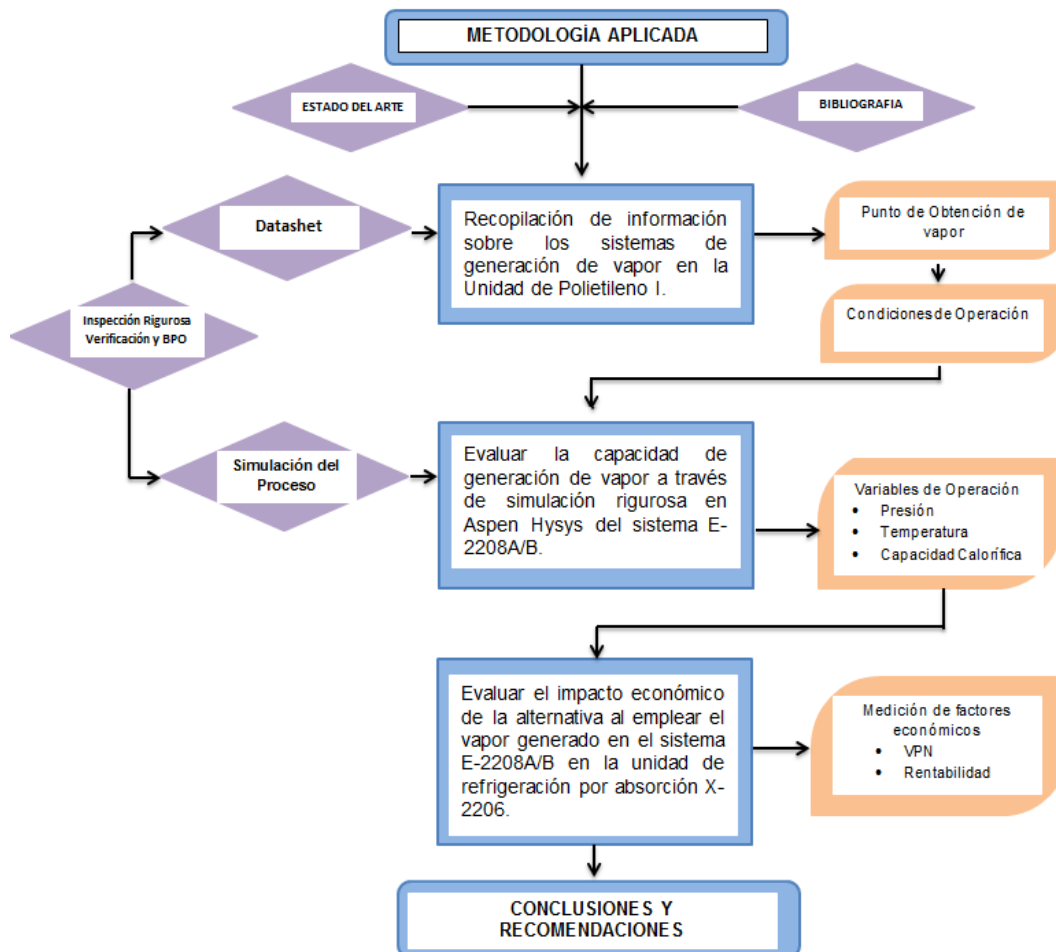 METODOLOGÌA APLICADA
ESTADO DEL ARTE
BIBLIOGRAFIA
Datashet
Recopilación de información
sobre los sistemas de
generación de vapor en la
Unidad de Polietileno I.
Punto de Obtención de
vapor
Inspección Rigurosa
Verificación y BPO
Condiciones de Operación
Simulación del
Proceso
Evaluar la capacidad de
generación de vapor a través
de simulación rigurosa en
Aspen Hysys del sistema E-
2208A/B.
Variables de Operación
• Presión
• Temperatura
• Capacidad Calorífica
Evaluar el impacto económico
de la alternativa al emplear el
vapor generado en el sistema
E-2208A/B en la unidad de
refrigeración por absorción X-
2206.
Medición de factores
económicos
• VPN
• Rentabilidad
CONCLUSIONES Y
RECOMENDACIONES